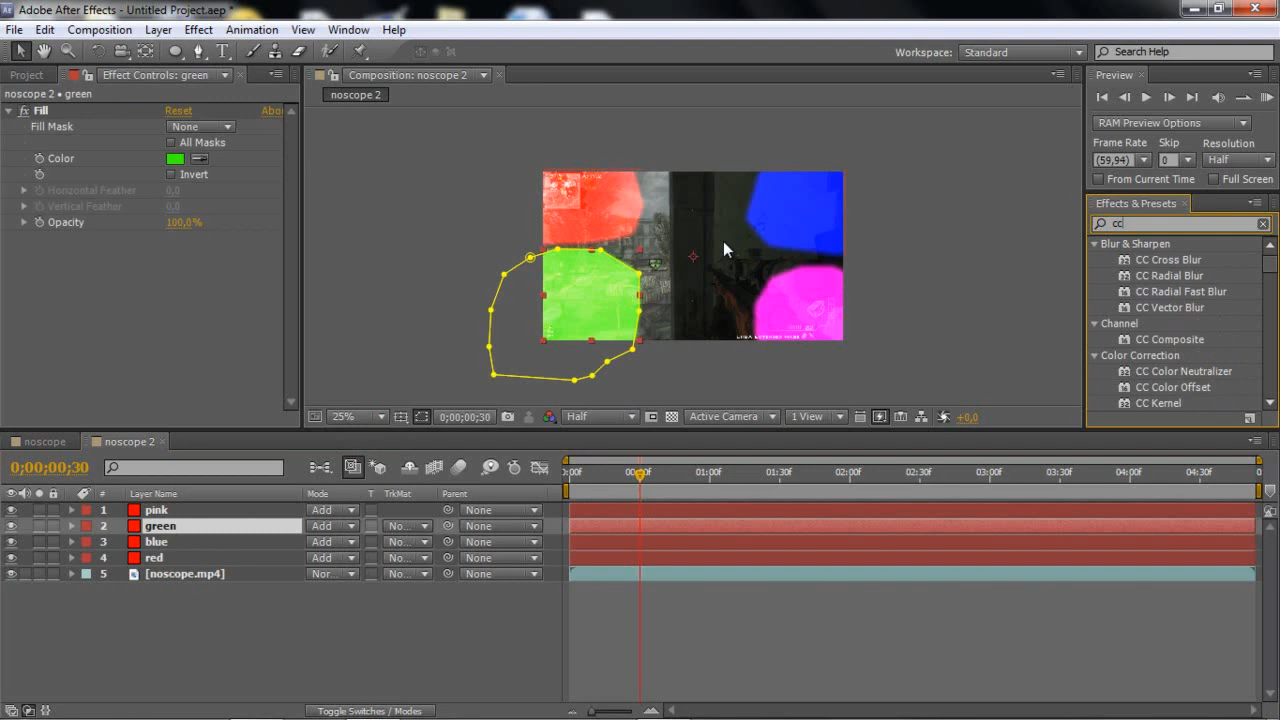 Adobe After Effects - Untitled Project.aep *
File Edit Composition Layer Effect Animation View Window Help
Workspace: Standard Search Help
Project Effect Controls: green Composition: noscope 2 Preview
noscope 2 • green
noscope 2
fx Fill Reset Abou
Fill Mask None
All Masks
Color
Invert
Horizontal Feather 0,0
Vertical Feather 0,0
Opacity 100,0%
RAM Preview Options
Frame Rate Skip Resolution
(59,94) 0 Half
From Current Time Full Screen
Effects & Presets
cc
Blur & Sharpen
CC Cross Blur
CC Radial Blur
CC Radial Fast Blur
CC Vector Blur
Channel
CC Composite
Color Correction
CC Color Neutralizer
CC Color Offset
CC Kernel
25% 0;00;00;30 Half Active Camera 1 View +0,0
noscope noscope 2
0;00;00;30
00:00f 00:30f 01:00f 01:30f 02:00f 02:30f 03:00f 03:30f 04:00f 04:30f 0
# Layer Name Mode T TrkMat Parent
1 pink Add None
2 green Add No... None
3 blue Add No... None
4 red Add No... None
5 [noscope.mp4] Nor... No... None
Toggle Switches / Modes